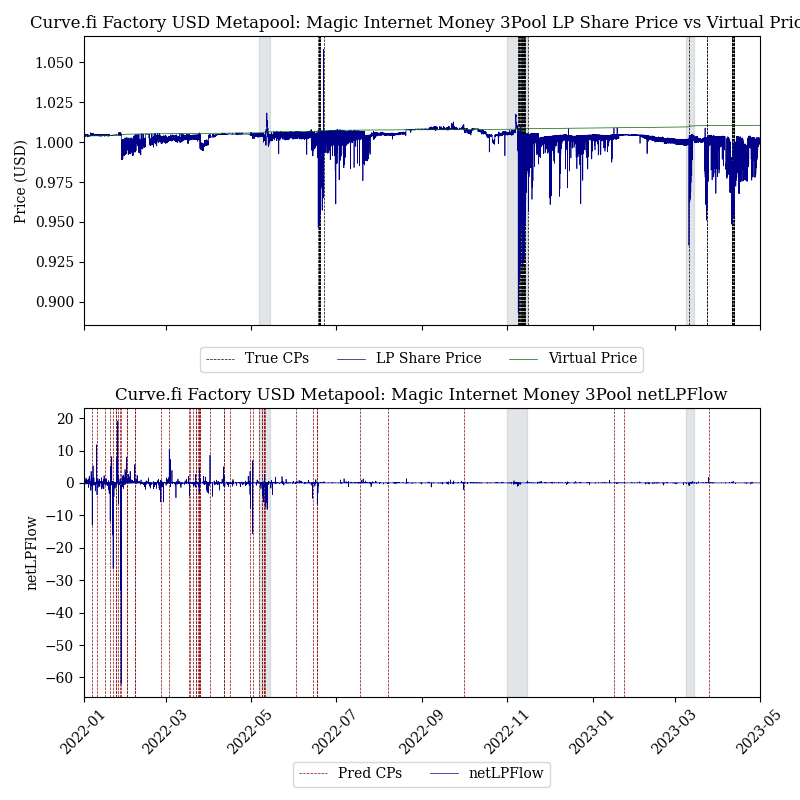 Curve.fi Factory USD Metapool: Magic Internet Money 3Pool LP Share Price vs Virtual Pric
1.050
1.025
1.000
0.975
0.950
0.925
0.900
Price (USD)
True CPs LP Share Price Virtual Price
Curve.fi Factory USD Metapool: Magic Internet Money 3Pool netLPFlow
20
10
0
−10
−20
−30
−40
−50
−60
netLPFlow
2022-01 2022-03 2022-05 2022-07 2022-09 2022-11 2023-01 2023-03 2023-05
Pred CPs netLPFlow